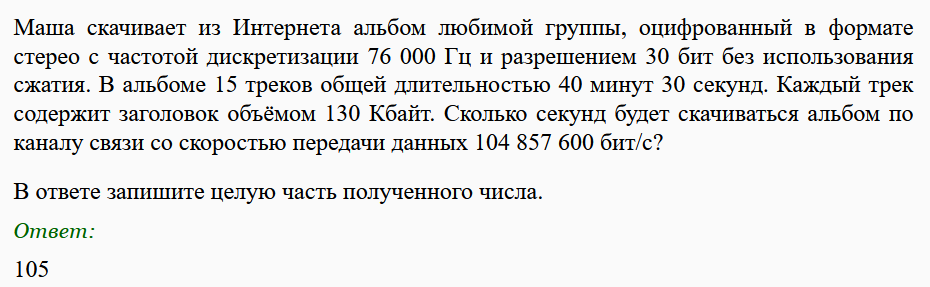 Маша скачивает из Интернета альбом любимой группы, оцифрованный в формате
стерео с частотой дискретизации 76 000 Гц и разрешением 30 бит без использования
сжатия. В альбоме 15 треков общей длительностью 40 минут 30 секунд. Каждый трек
содержит заголовок объёмом 130 Кбайт. Сколько секунд будет скачиваться альбом по
каналу связи со скоростью передачи данных 104 857 600 бит/с?
В ответе запишите целую часть полученного числа.
Ответ:
105